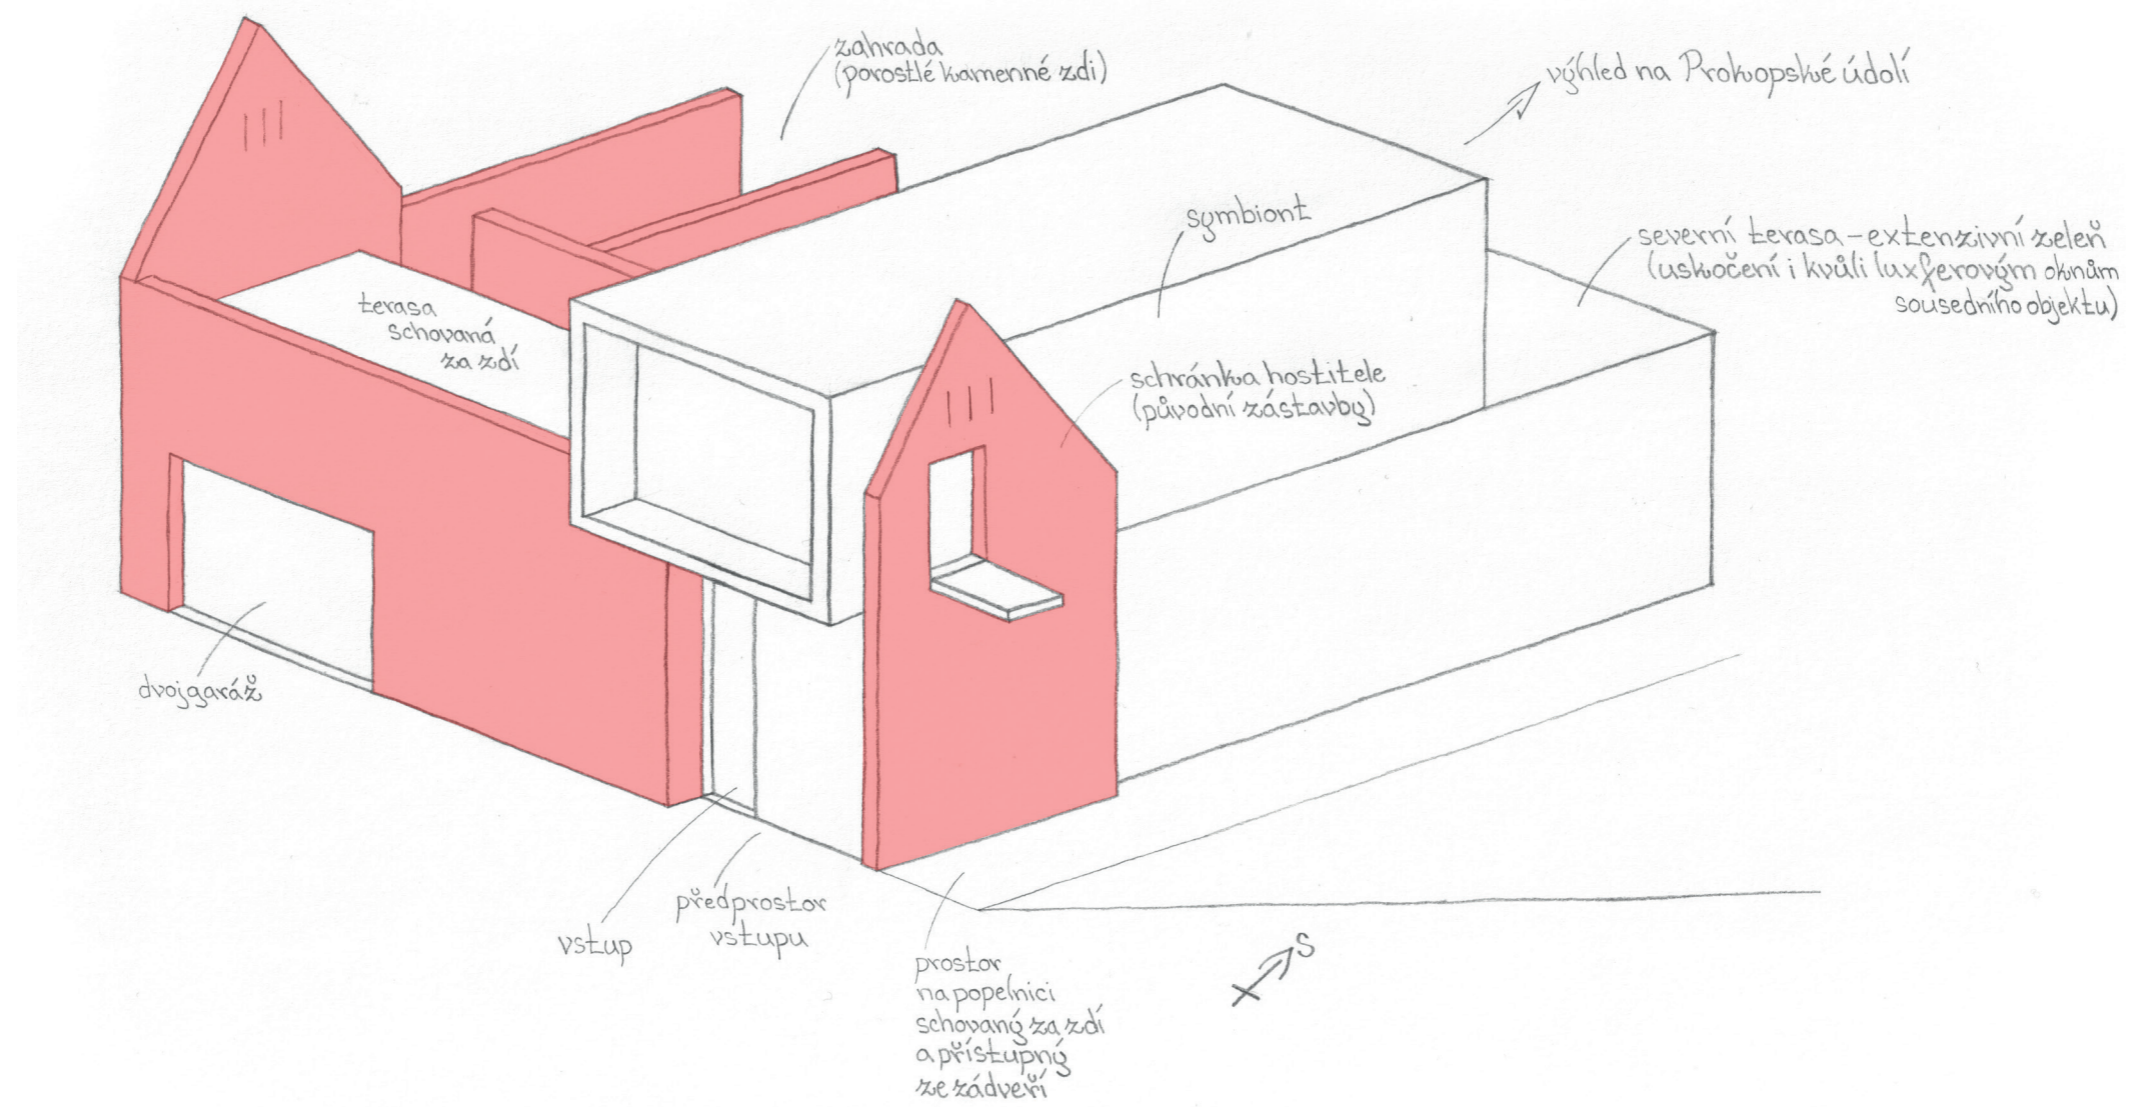 zahrada
(porostlé kamenné zdi)
výhled na Prokopské údolí
symbiont
severní terasa – extenzivní zeleň
(uskočení i kvůli luxferovým oknům
sousedního objektu)
terasa
schovaná
za zdí
schránka hostitele
(původní zástavby)
dvojgaráž
vstup
předprostor
vstupu
prostor
na popelnici
schovaný za zdí
a přístupný
ze zádveří
S